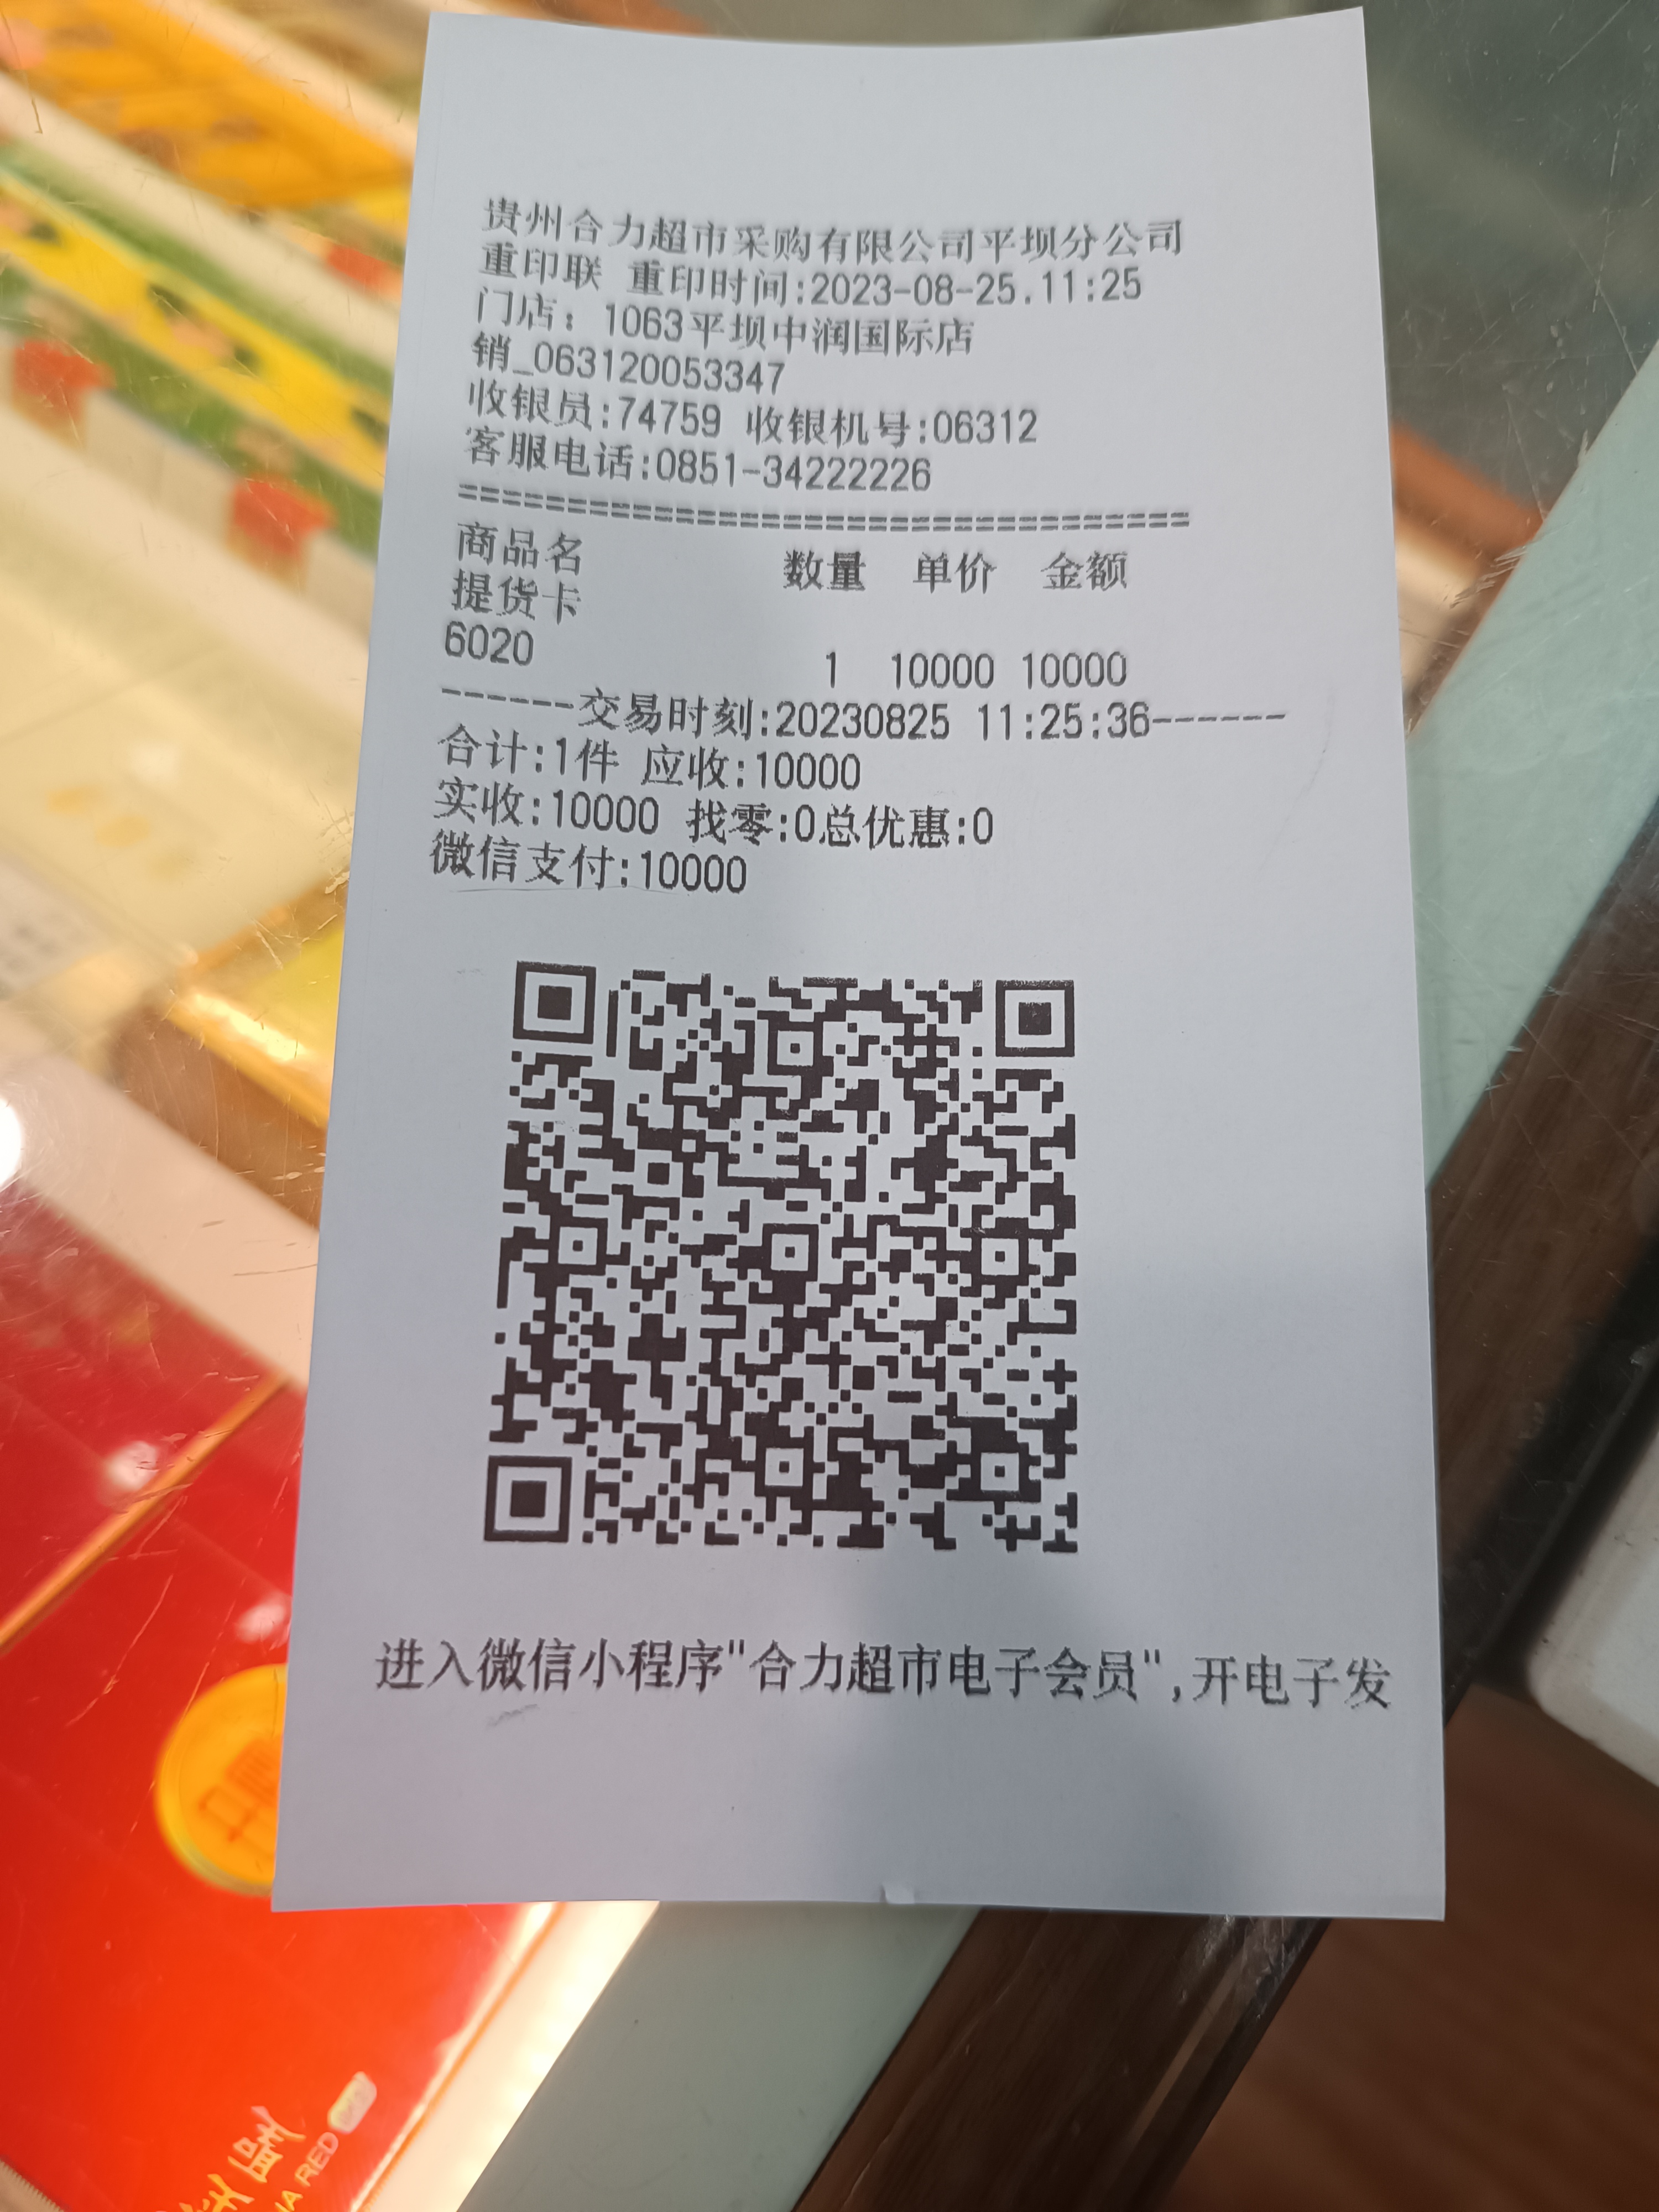 贵州合力超市采购有限公司平坝分公司
重印联 重印时间:2023-08-25.11:25
门店：1063平坝中润国际店
销_063120053347
收银员:74759 收银机号:06312
客服电话:0851-34222226
==================================
商品名 数量 单价 金额
提货卡
6020 1 10000 10000
------交易时刻:20230825 11:25:36------
合计:1件 应收:10000
实收:10000 找零:0总优惠:0
微信支付:10000
进入微信小程序"合力超市电子会员",开电子发
RED